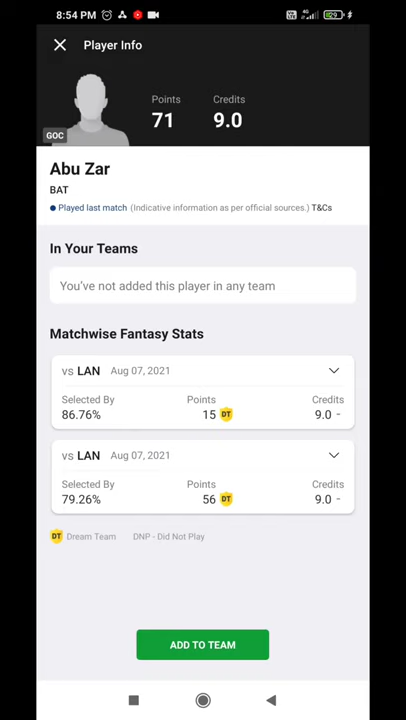 8:54 PM 4G 29
Player Info
Points Credits
71 9.0
GOC
Abu Zar
BAT
Played last match (Indicative information as per official sources.) T&Cs
In Your Teams
You've not added this player in any team
Matchwise Fantasy Stats
vs LAN Aug 07, 2021
Selected By Points Credits
86.76% 15 DT 9.0 -
vs LAN Aug 07, 2021
Selected By Points Credits
79.26% 56 DT 9.0 -
DT Dream Team DNP - Did Not Play
ADD TO TEAM